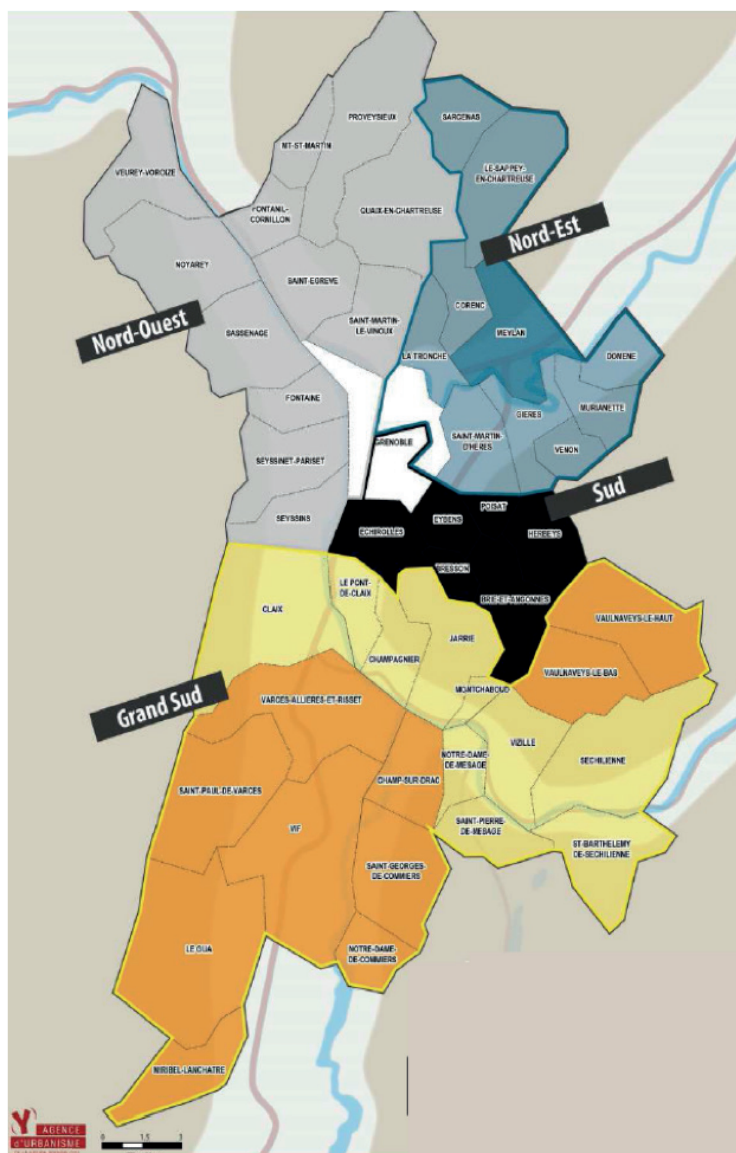 PROVEYSIEUX
SARCENAS
MT-ST-MARTIN
LE-SAPPEY-
EN-CHARTREUSE
VEUREY-VOROIZE
FONTANIL-
CORNILLON
QUAIX-EN-CHARTREUSE
Nord-Est
NOYAREY
SAINT-EGREVE
CORENC
SAINT-MARTIN-
LE-VINOUX
Nord-Ouest
SASSENAGE
MEYLAN
LA TRONCHE
DOMENE
FONTAINE
MURIANETTE
GIERES
GRENOBLE
SAINT-MARTIN-
D'HERES
VENON
SEYSSINET-PARISET
Sud
POISAT
SEYSSINS
EYBENS
ECHIROLLES
HERBEYS
BRESSON
LE PONT-
DE-CLAIX
BRIE-ET-ANGONNES
CLAIX
VAULNAVEYS-LE-HAUT
JARRIE
CHAMPAGNIER
VAULNAVEYS-LE-BAS
MONTCHABOUD
VARCES-ALLIERES-ET-RISSET
Grand Sud
VIZILLE
NOTRE-DAME-
DE-MESAGE
SECHILIENNE
CHAMP-SUR-DRAC
SAINT-PAUL-DE-VARCES
SAINT-PIERRE-
DE-MESAGE
VIF
ST-BARTHELEMY
DE-SECHILIENNE
SAINT-GEORGES-
DE-COMMIERS
LE GUA
NOTRE-DAME-
DE-COMMIERS
MIRIBEL-LANCHATRE
AGENCE
d'URBANISME
0 1.5 3